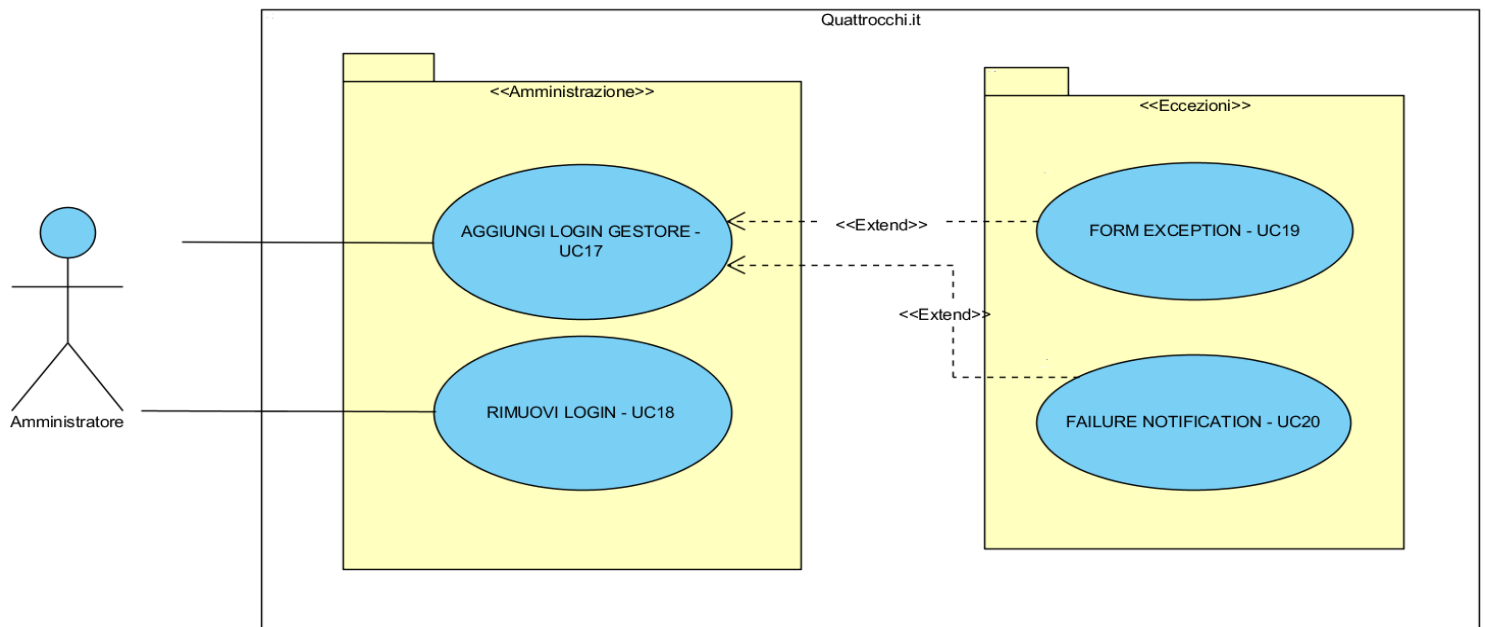 Quattrocchi.it
<<Amministrazione>>
<<Eccezioni>>
AGGIUNGI LOGIN GESTORE -
UC17
<<Extend>>
FORM EXCEPTION - UC19
<<Extend>>
RIMUOVI LOGIN - UC18
FAILURE NOTIFICATION - UC20
Amministratore